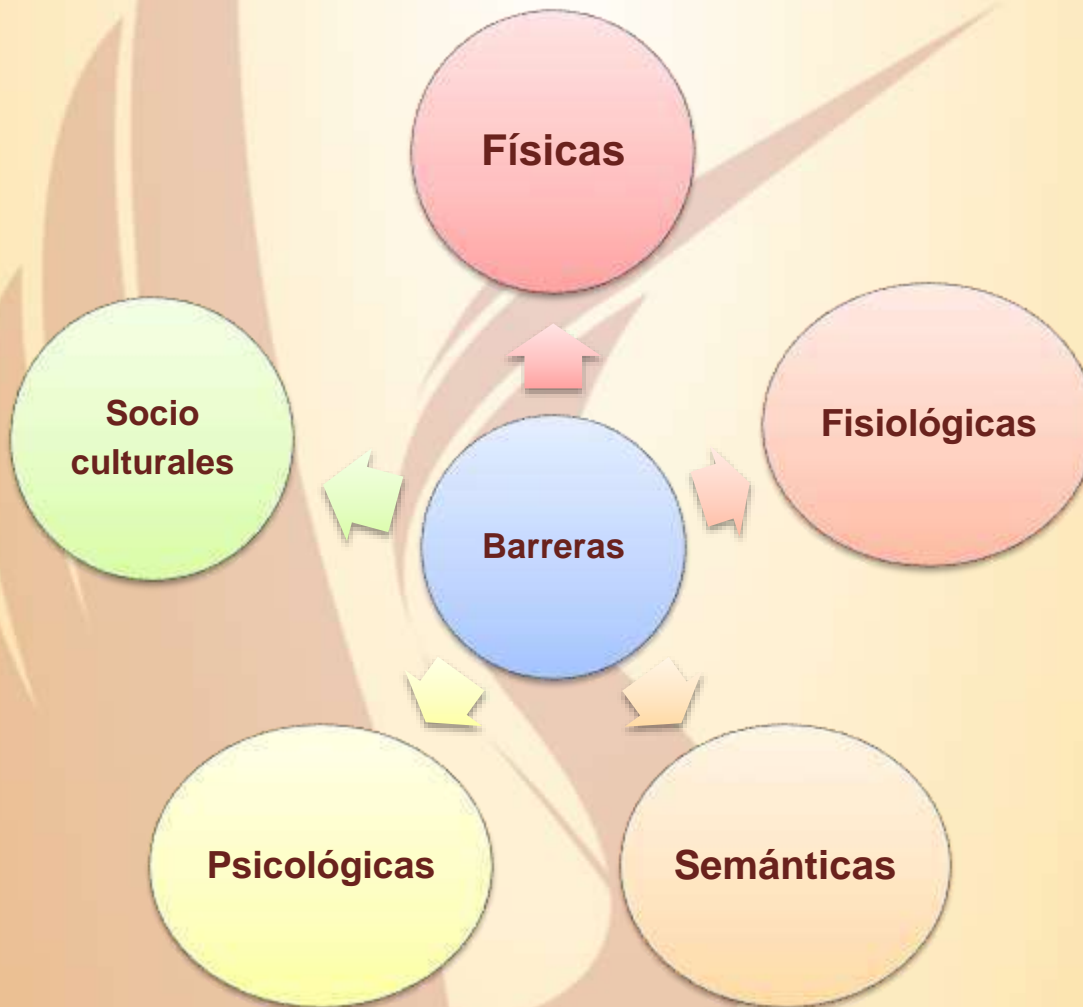 Físicas
Socio
culturales
Fisiológicas
Barreras
Psicológicas
Semánticas